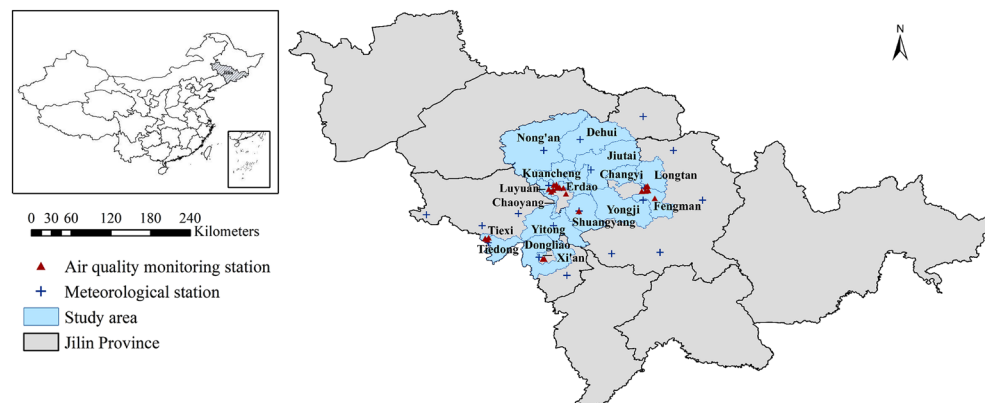 N
Nong'an
Dehui
Jiutai
Kuancheng
Changyi
Longtan
Luyuan
Erdao
Chaoyang
Yongji
Fengman
Shuangyang
Tiexi
Yitong
Tiedong
Dongliao
Xi'an
0 30 60 120 180 240
Kilometers
Air quality monitoring station
Meteorological station
Study area
Jilin Province